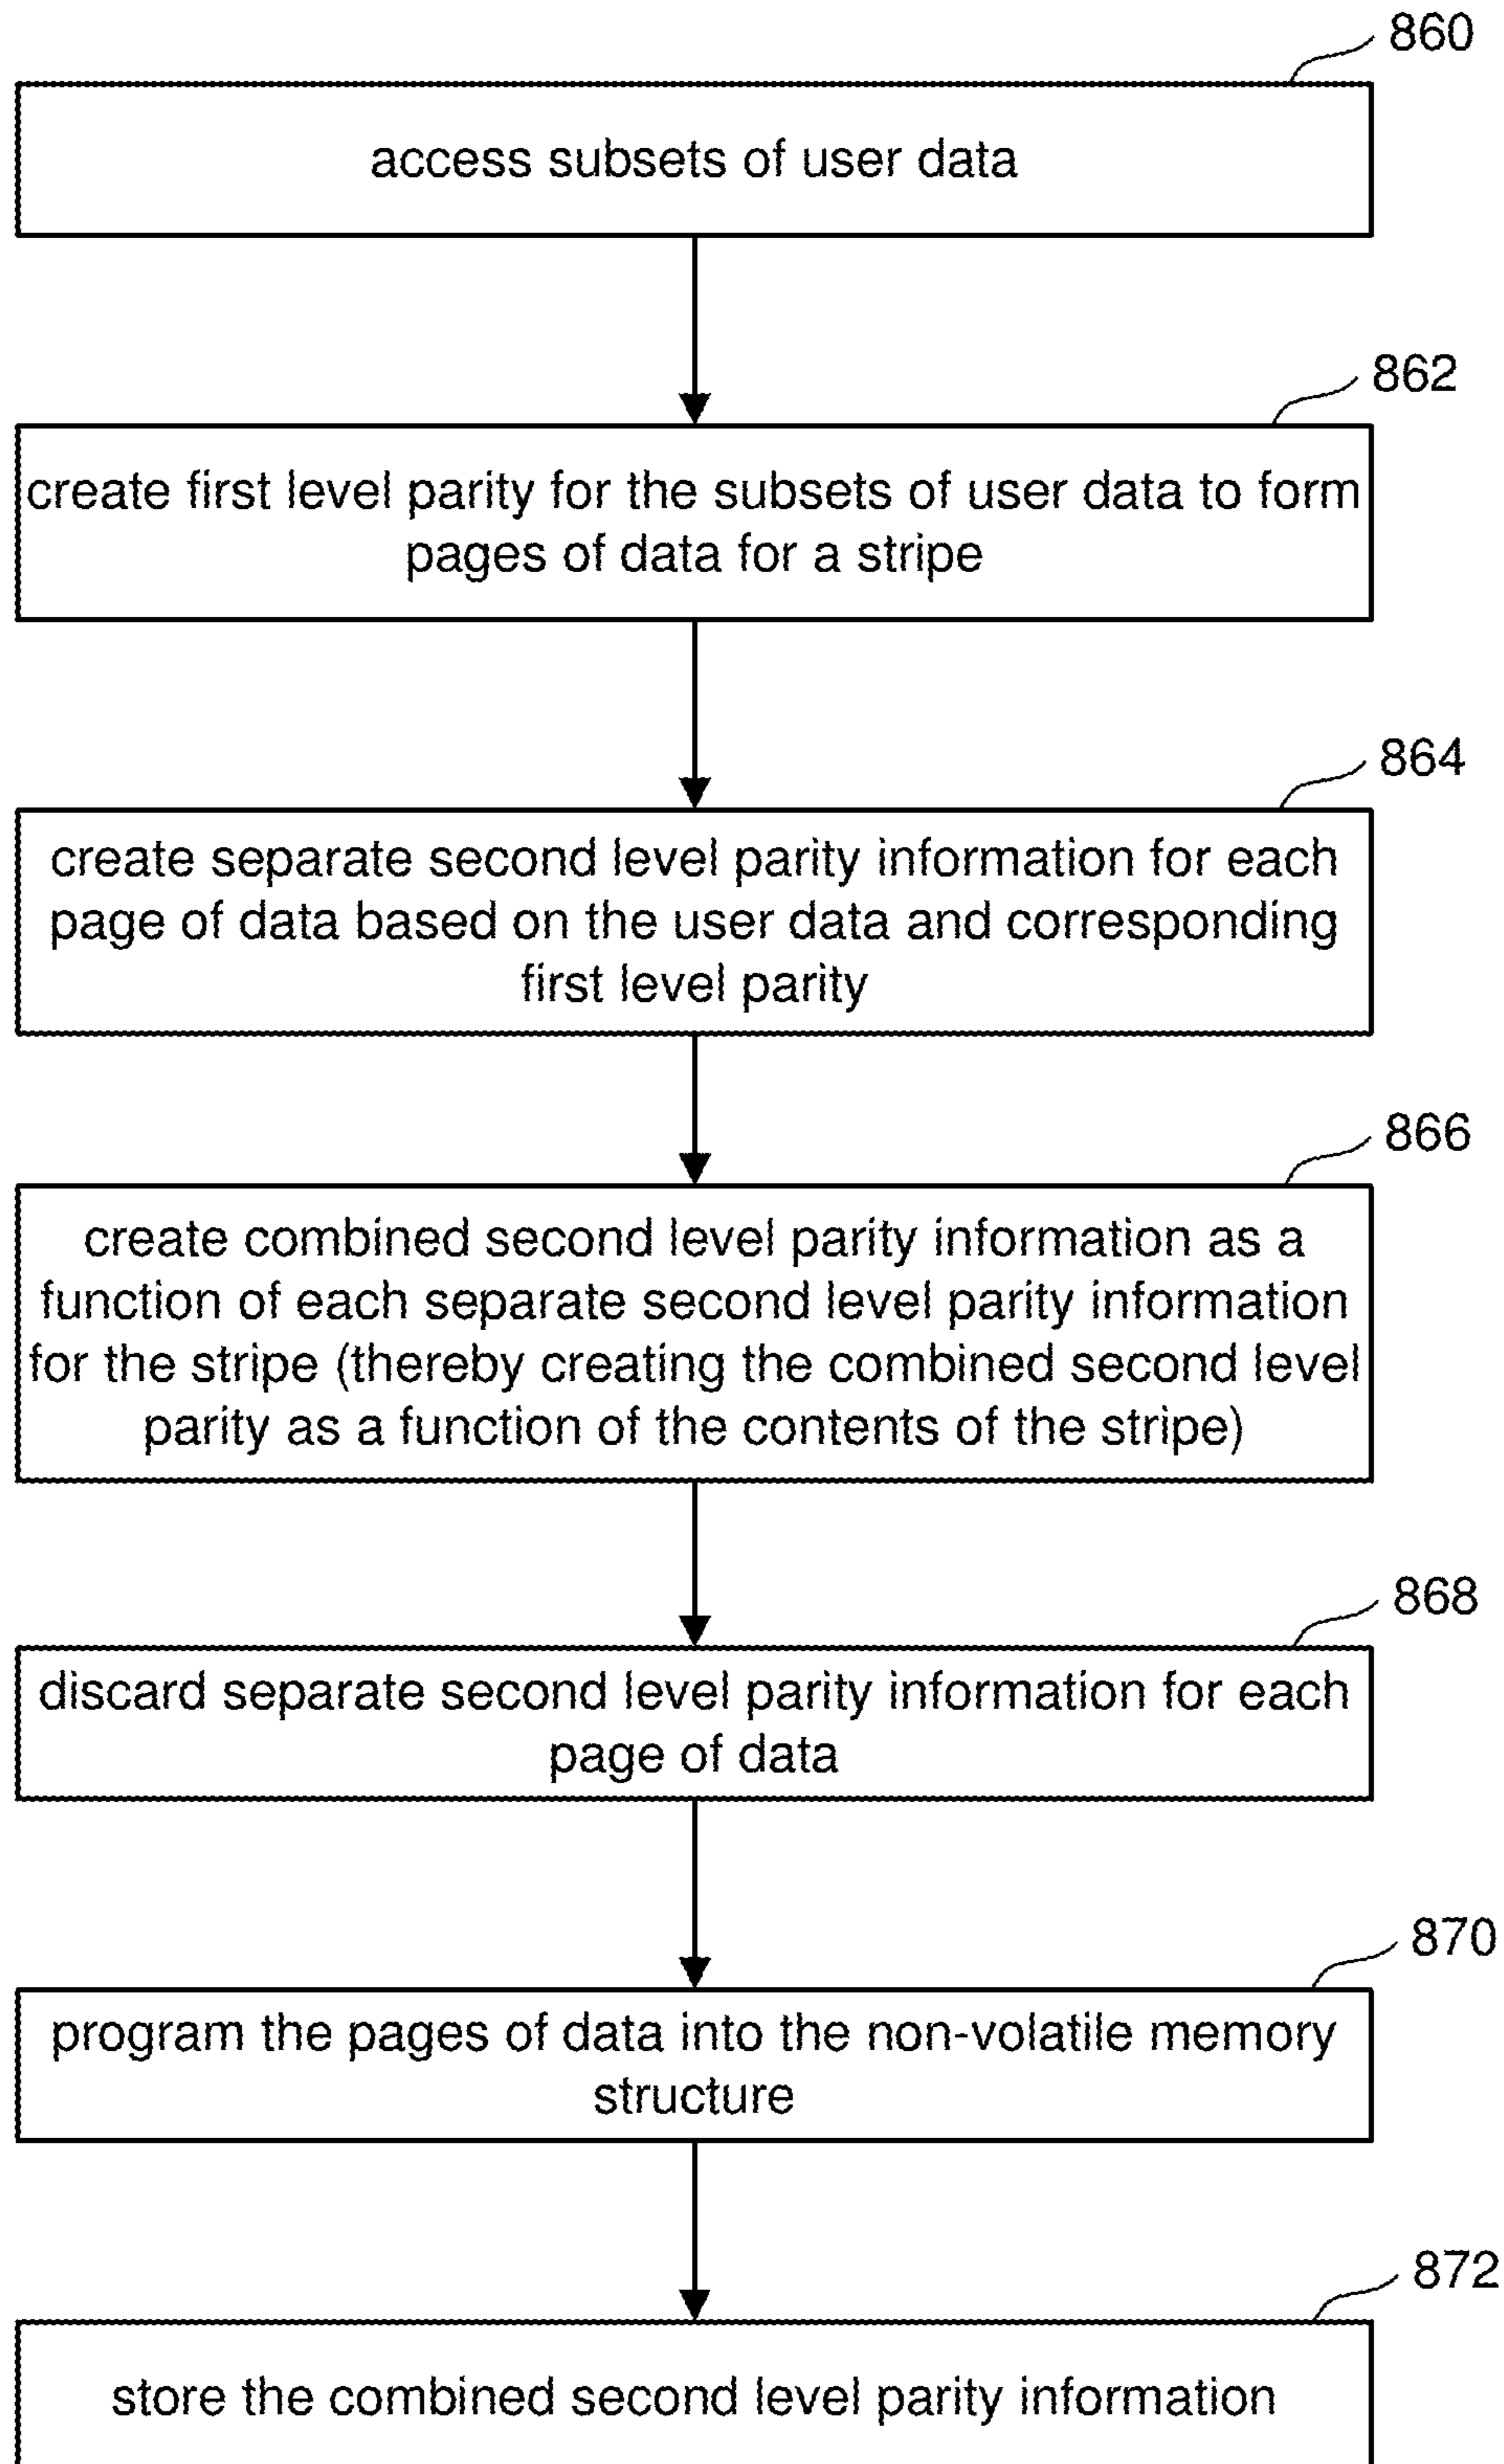 860
access subsets of user data
862
create first level parity for the subsets of user data to form
pages of data for a stripe
864
create separate second level parity information for each
page of data based on the user data and corresponding
first level parity
866
create combined second level parity information as a
function of each separate second level parity information
for the stripe (thereby creating the combined second level
parity as a function of the contents of the stripe)
868
discard separate second level parity information for each
page of data
870
program the pages of data into the non-volatile memory
structure
872
store the combined second level parity information